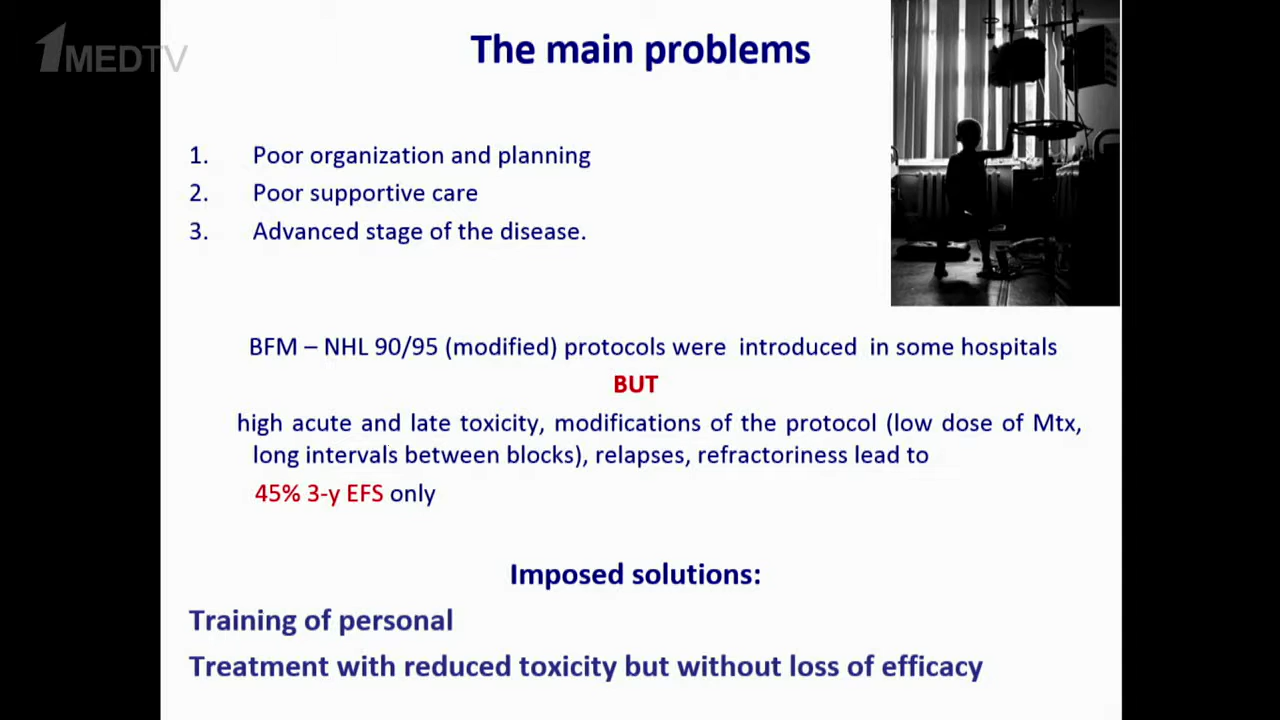 1MEDTV
The main problems
1. Poor organization and planning
2. Poor supportive care
3. Advanced stage of the disease.
BFM – NHL 90/95 (modified) protocols were introduced in some hospitals
BUT
high acute and late toxicity, modifications of the protocol (low dose of Mtx,
long intervals between blocks), relapses, refractoriness lead to
45% 3-y EFS only
Imposed solutions:
Training of personal
Treatment with reduced toxicity but without loss of efficacy